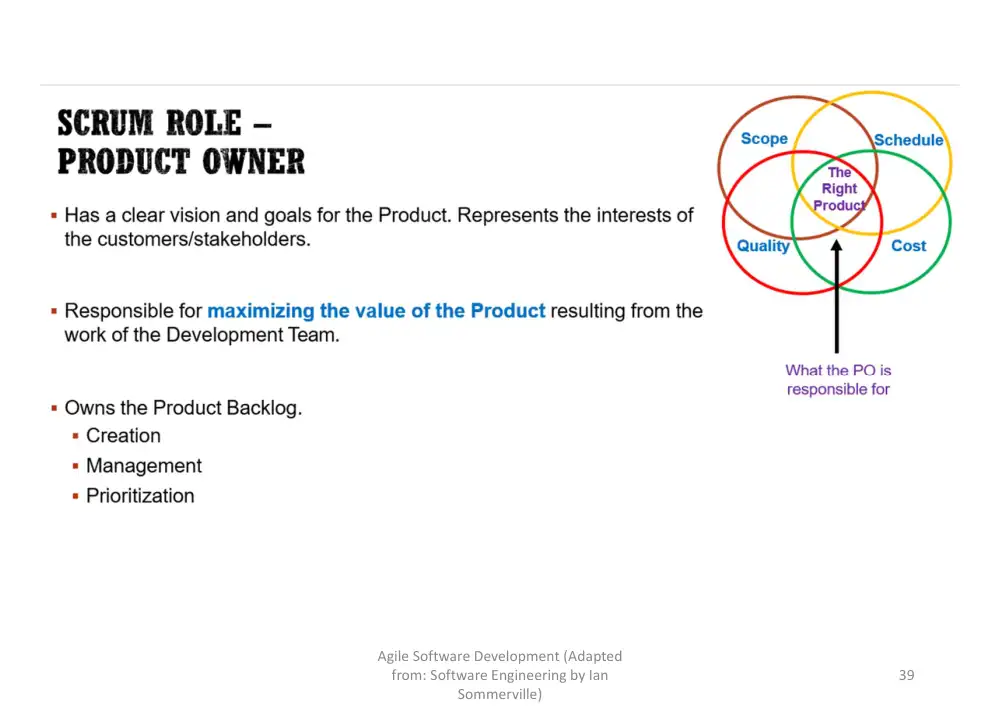 SCRUM ROLE –
PRODUCT OWNER
▪ Has a clear vision and goals for the Product. Represents the interests of
the customers/stakeholders.
▪ Responsible for maximizing the value of the Product resulting from the
work of the Development Team.
▪ Owns the Product Backlog.
▪ Creation
▪ Management
▪ Prioritization
Scope
Schedule
The
Right
Product
Quality
Cost
What the PO is
responsible for
Agile Software Development (Adapted
from: Software Engineering by Ian
Sommerville)
39